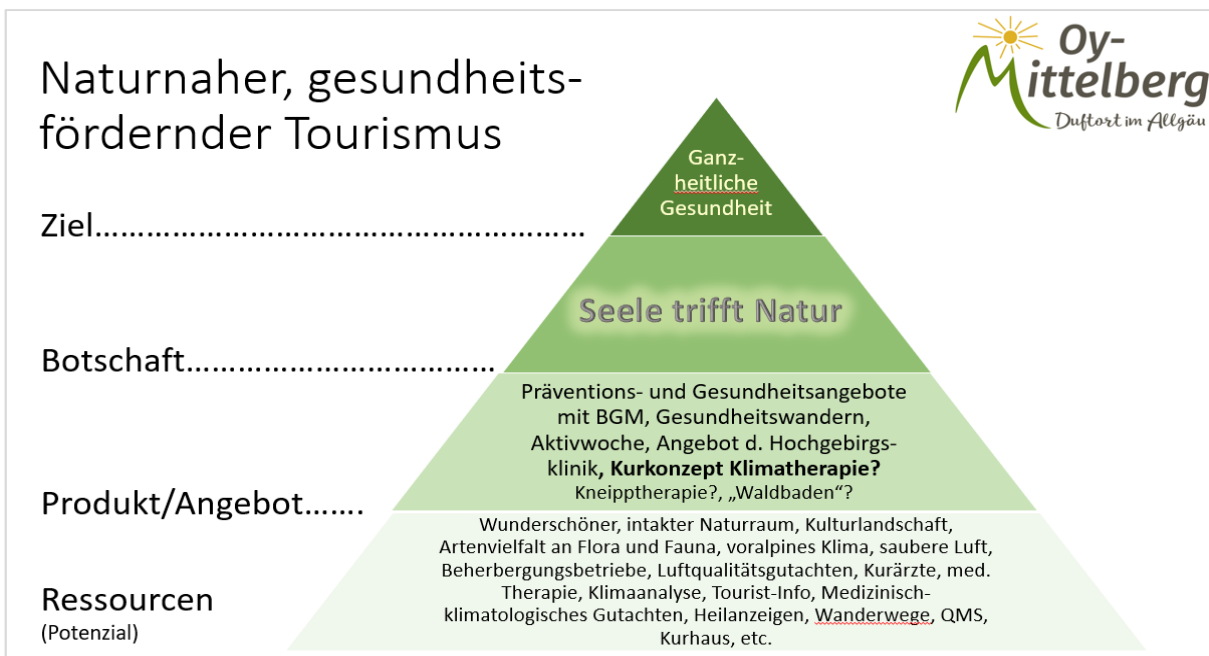 Naturnaher, gesundheits-
fördernder Tourismus
Oy-
Mittelberg
Duftort im Allgäu
Ganz-
heitliche
Gesundheit
Ziel……………………………………………
Seele trifft Natur
Botschaft……………………………
Präventions- und Gesundheitsangebote
mit BGM, Gesundheitswandern,
Aktivwoche, Angebot d. Hochgebirgs-
klinik, Kurkonzept Klimatherapie?
Kneipptherapie?, „Waldbaden“?
Produkt/Angebot…….
Wunderschöner, intakter Naturraum, Kulturlandschaft,
Artenvielfalt an Flora und Fauna, voralpines Klima, saubere Luft,
Beherbergungsbetriebe, Luftqualitätsgutachten, Kurärzte, med.
Therapie, Klimaanalyse, Tourist-Info, Medizinisch-
klimatologisches Gutachten, Heilanzeigen, Wanderwege, QMS,
Kurhaus, etc.
Ressourcen
(Potenzial)